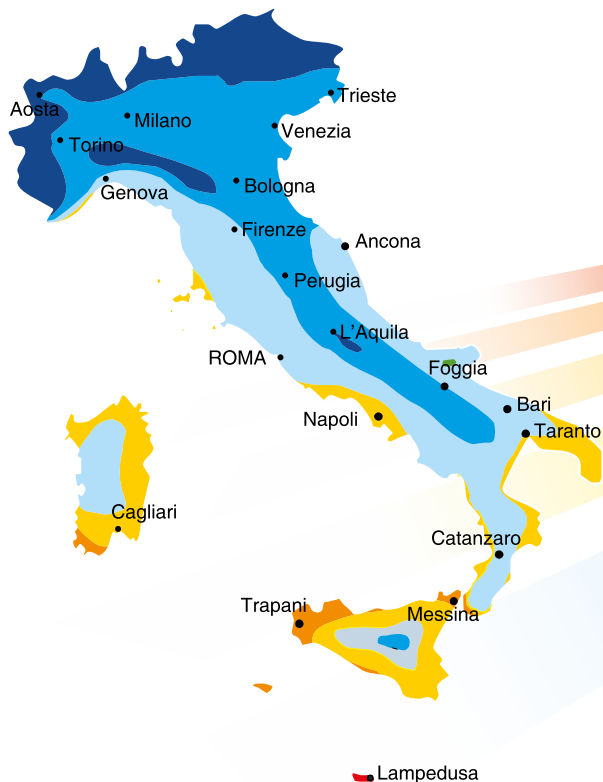 Trieste
Aosta
Milano
Venezia
Torino
Bologna
Genova
Firenze
Ancona
Perugia
L'Aquila
ROMA
Foggia
Bari
Napoli
Taranto
Cagliari
Catanzaro
Trapani
Messina
Lampedusa